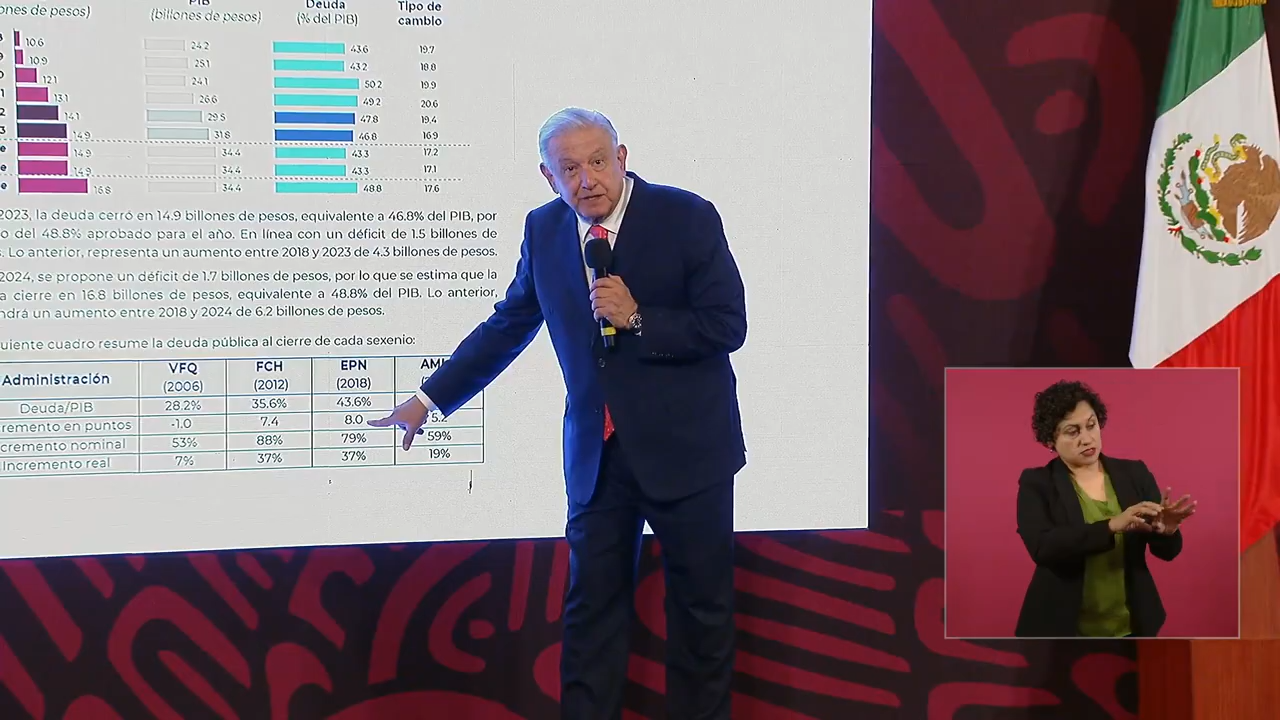 ones de pesos)
PIB
(billones de pesos)
Deuda
(% del PIB)
Tipo de
cambio
10.6 24.2 43.6 19.7
10.9 25.1 43.2 18.8
12.1 24.1 50.2 19.9
13.1 26.6 49.2 20.6
14.1 29.5 47.8 19.4
14.9 31.8 46.8 16.9
14.9 34.4 43.3 17.2
14.9 34.4 43.3 17.1
16.8 34.4 48.8 17.6
2023, la deuda cerró en 14.9 billones de pesos, equivalente a 46.8% del PIB, por
o del 48.8% aprobado para el año. En línea con un déficit de 1.5 billones de
. Lo anterior, representa un aumento entre 2018 y 2023 de 4.3 billones de pesos.
2024, se propone un déficit de 1.7 billones de pesos, por lo que se estima que la
a cierre en 16.8 billones de pesos, equivalente a 48.8% del PIB. Lo anterior,
ndrá un aumento entre 2018 y 2024 de 6.2 billones de pesos.
uiente cuadro resume la deuda pública al cierre de cada sexenio:
Administración VFQ (2006) FCH (2012) EPN (2018) AM
Deuda/PIB 28.2% 35.6% 43.6%
remento en puntos -1.0 7.4 8.0 5.2
cremento nominal 53% 88% 79% 59%
Incremento real 7% 37% 37% 19%